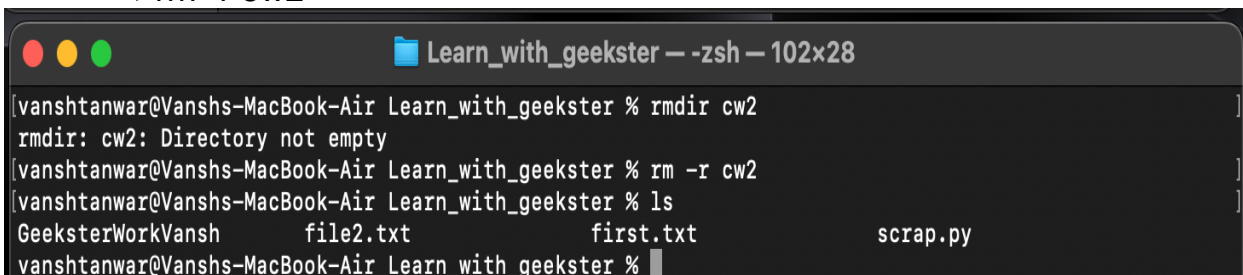 Learn_with_geekster — -zsh — 102×28
[vanshtanwar@Vanshs-MacBook-Air Learn_with_geekster % rmdir cw2 ]
rmdir: cw2: Directory not empty
[vanshtanwar@Vanshs-MacBook-Air Learn_with_geekster % rm -r cw2 ]
[vanshtanwar@Vanshs-MacBook-Air Learn_with_geekster % ls ]
GeeksterWorkVansh file2.txt first.txt scrap.py
vanshtanwar@Vanshs-MacBook-Air Learn_with_geekster %